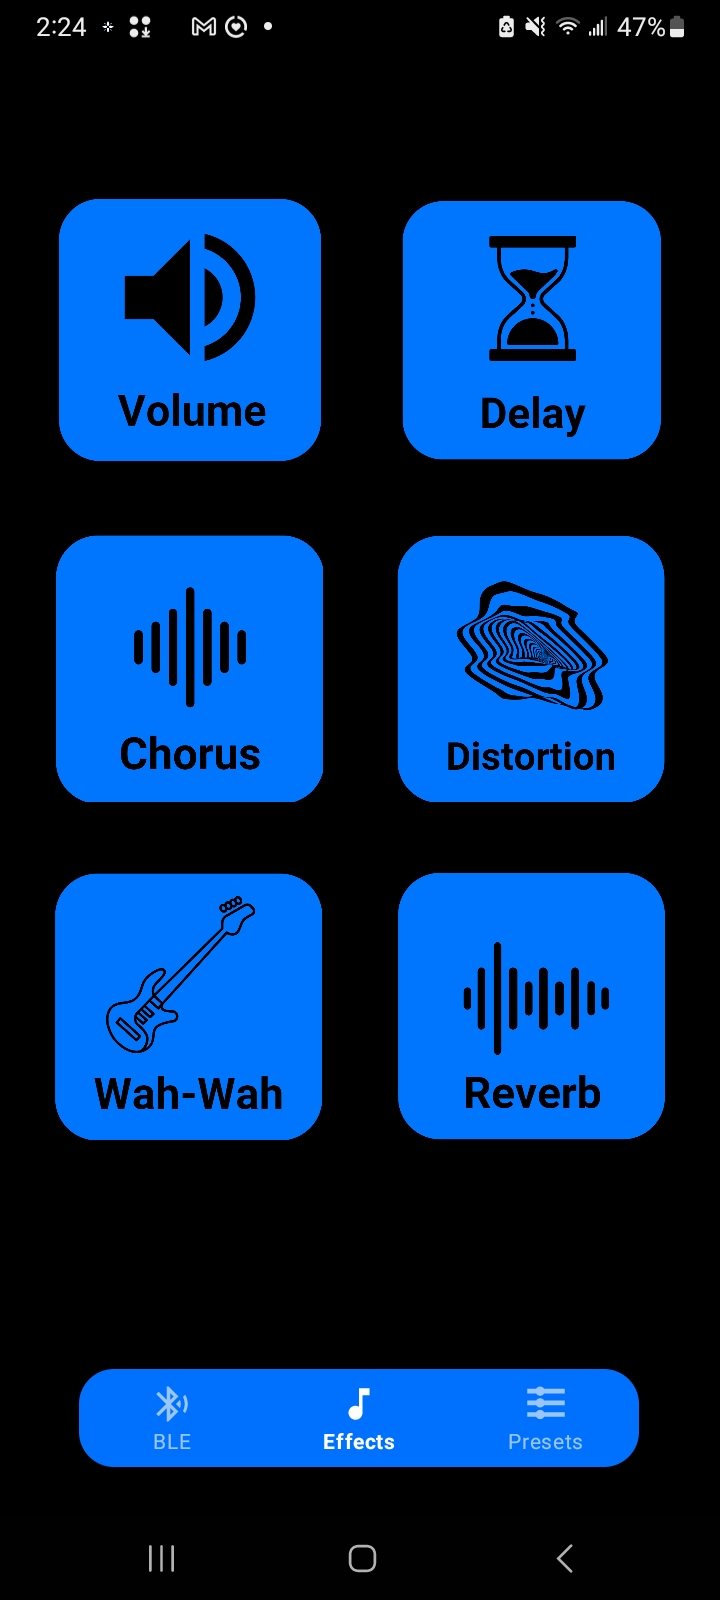 2:24 47%
Volume
Delay
Chorus
Distortion
Wah-Wah
Reverb
BLE
Effects
Presets